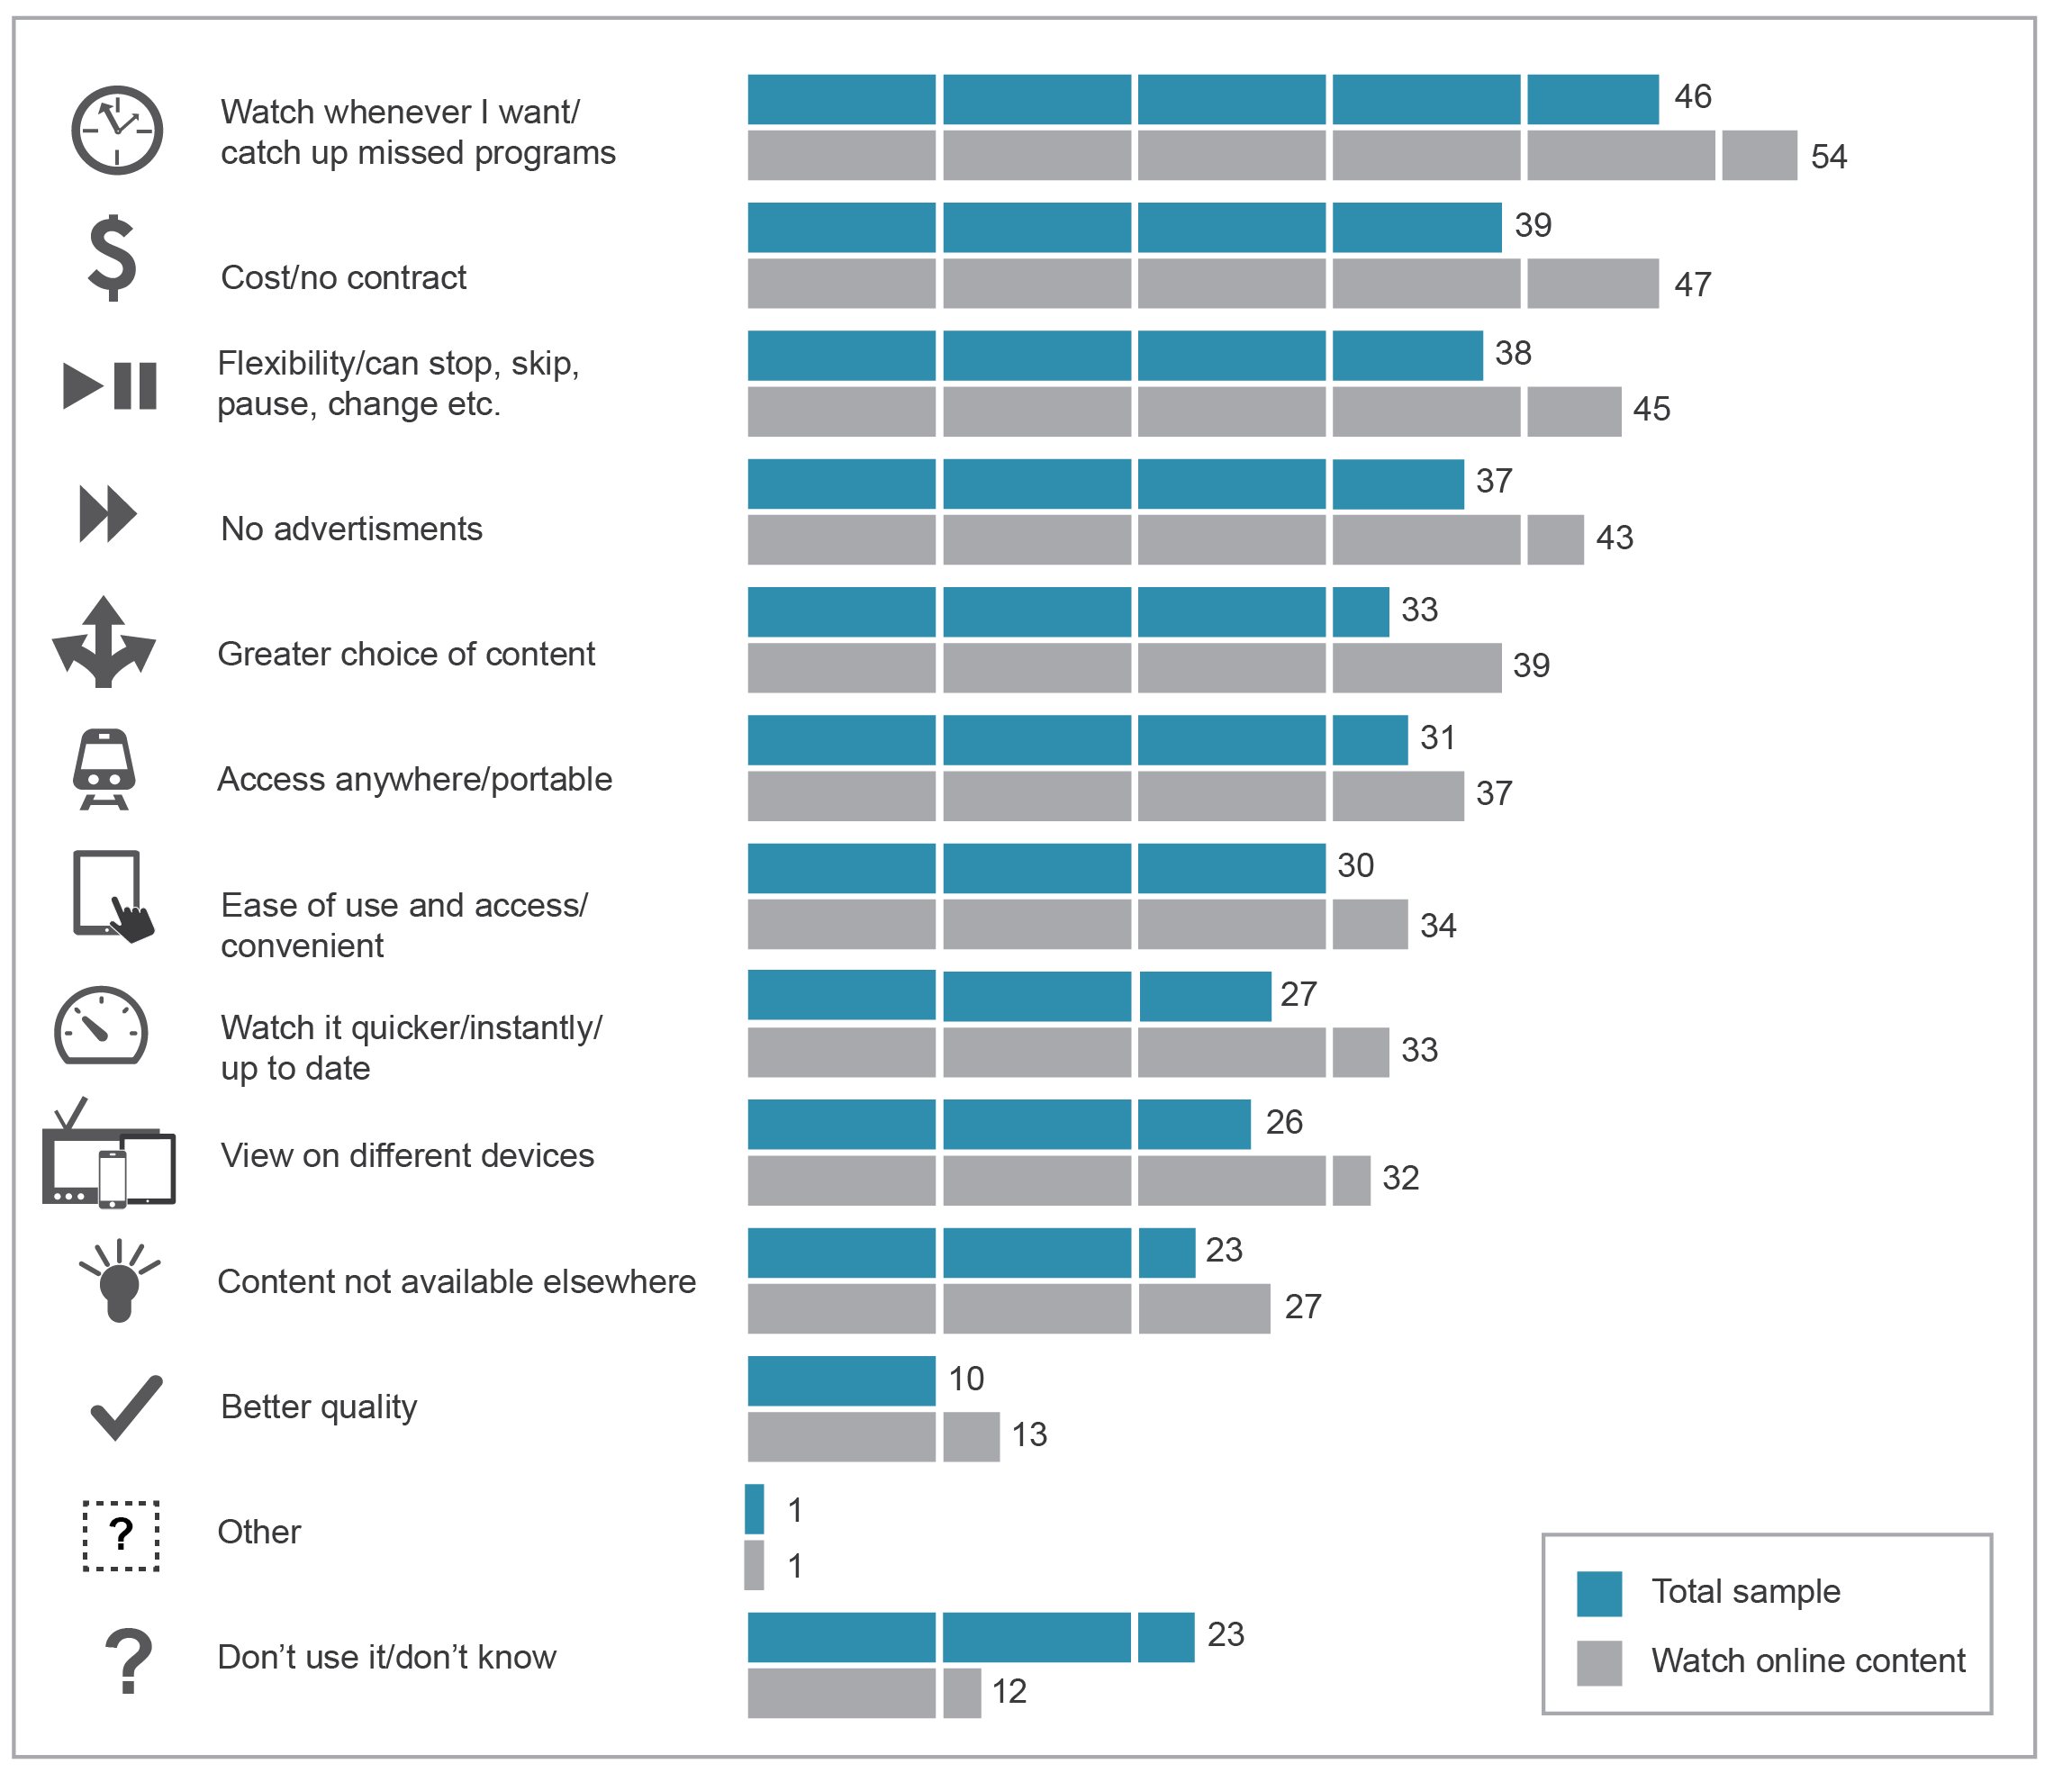 Watch whenever I want/
catch up missed programs
46
54
$
Cost/no contract
39
47
Flexibility/can stop, skip,
pause, change etc.
38
45
No advertisments
37
43
Greater choice of content
33
39
Access anywhere/portable
31
37
Ease of use and access/
convenient
30
34
Watch it quicker/instantly/
up to date
27
33
View on different devices
26
32
Content not available elsewhere
23
27
Better quality
10
13
?
Other
1
1
?
Don’t use it/don’t know
23
12
Total sample
Watch online content